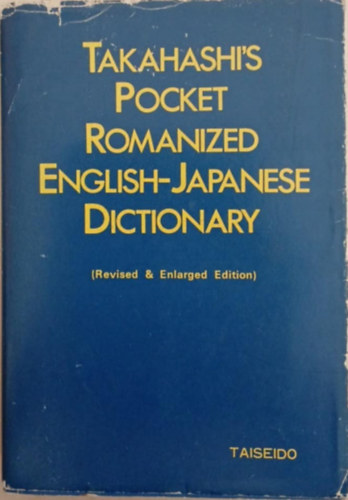 TAKAHASHI'S
POCKET
ROMANIZED
ENGLISH-JAPANESE
DICTIONARY
(Revised & Enlarged Edition)
TAISEIDO